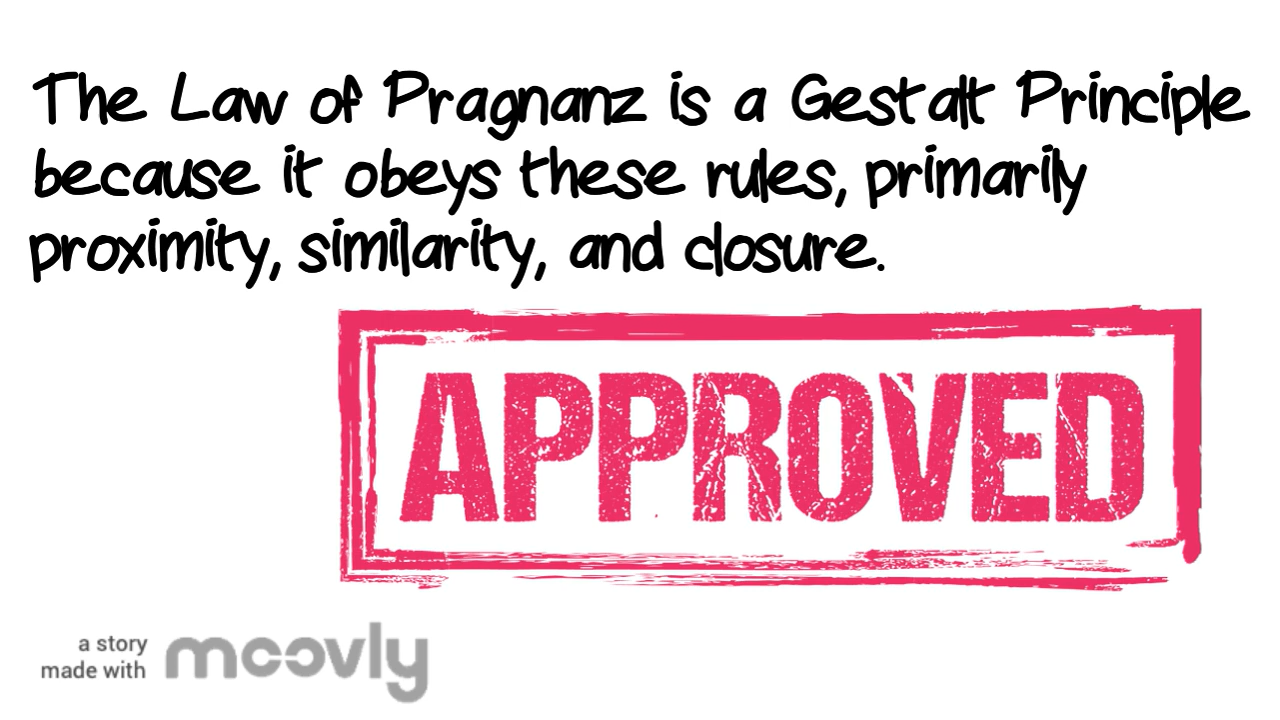 The Law of Pragnanz is a Gestalt Principle
because it obeys these rules, primarily
proximity, similarity, and closure.
APPROVED
a story
made with
moovly